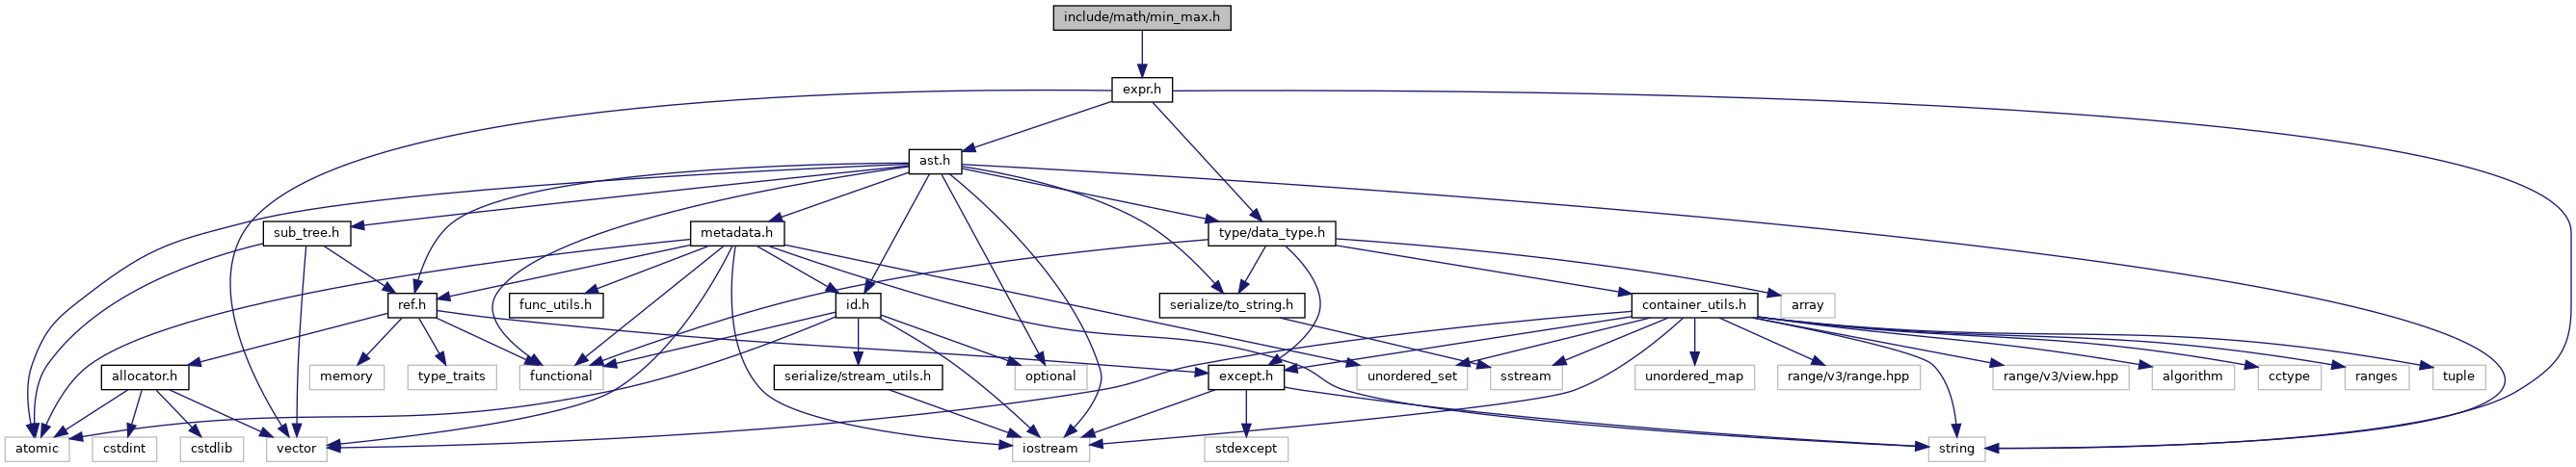 include/math/min_max.h
expr.h
ast.h
sub_tree.h
metadata.h
type/data_type.h
ref.h
func_utils.h
id.h
serialize/to_string.h
container_utils.h
array
allocator.h
memory
type_traits
functional
serialize/stream_utils.h
optional
except.h
unordered_set
sstream
unordered_map
range/v3/range.hpp
range/v3/view.hpp
algorithm
cctype
ranges
tuple
atomic
cstdint
cstdlib
vector
iostream
stdexcept
string